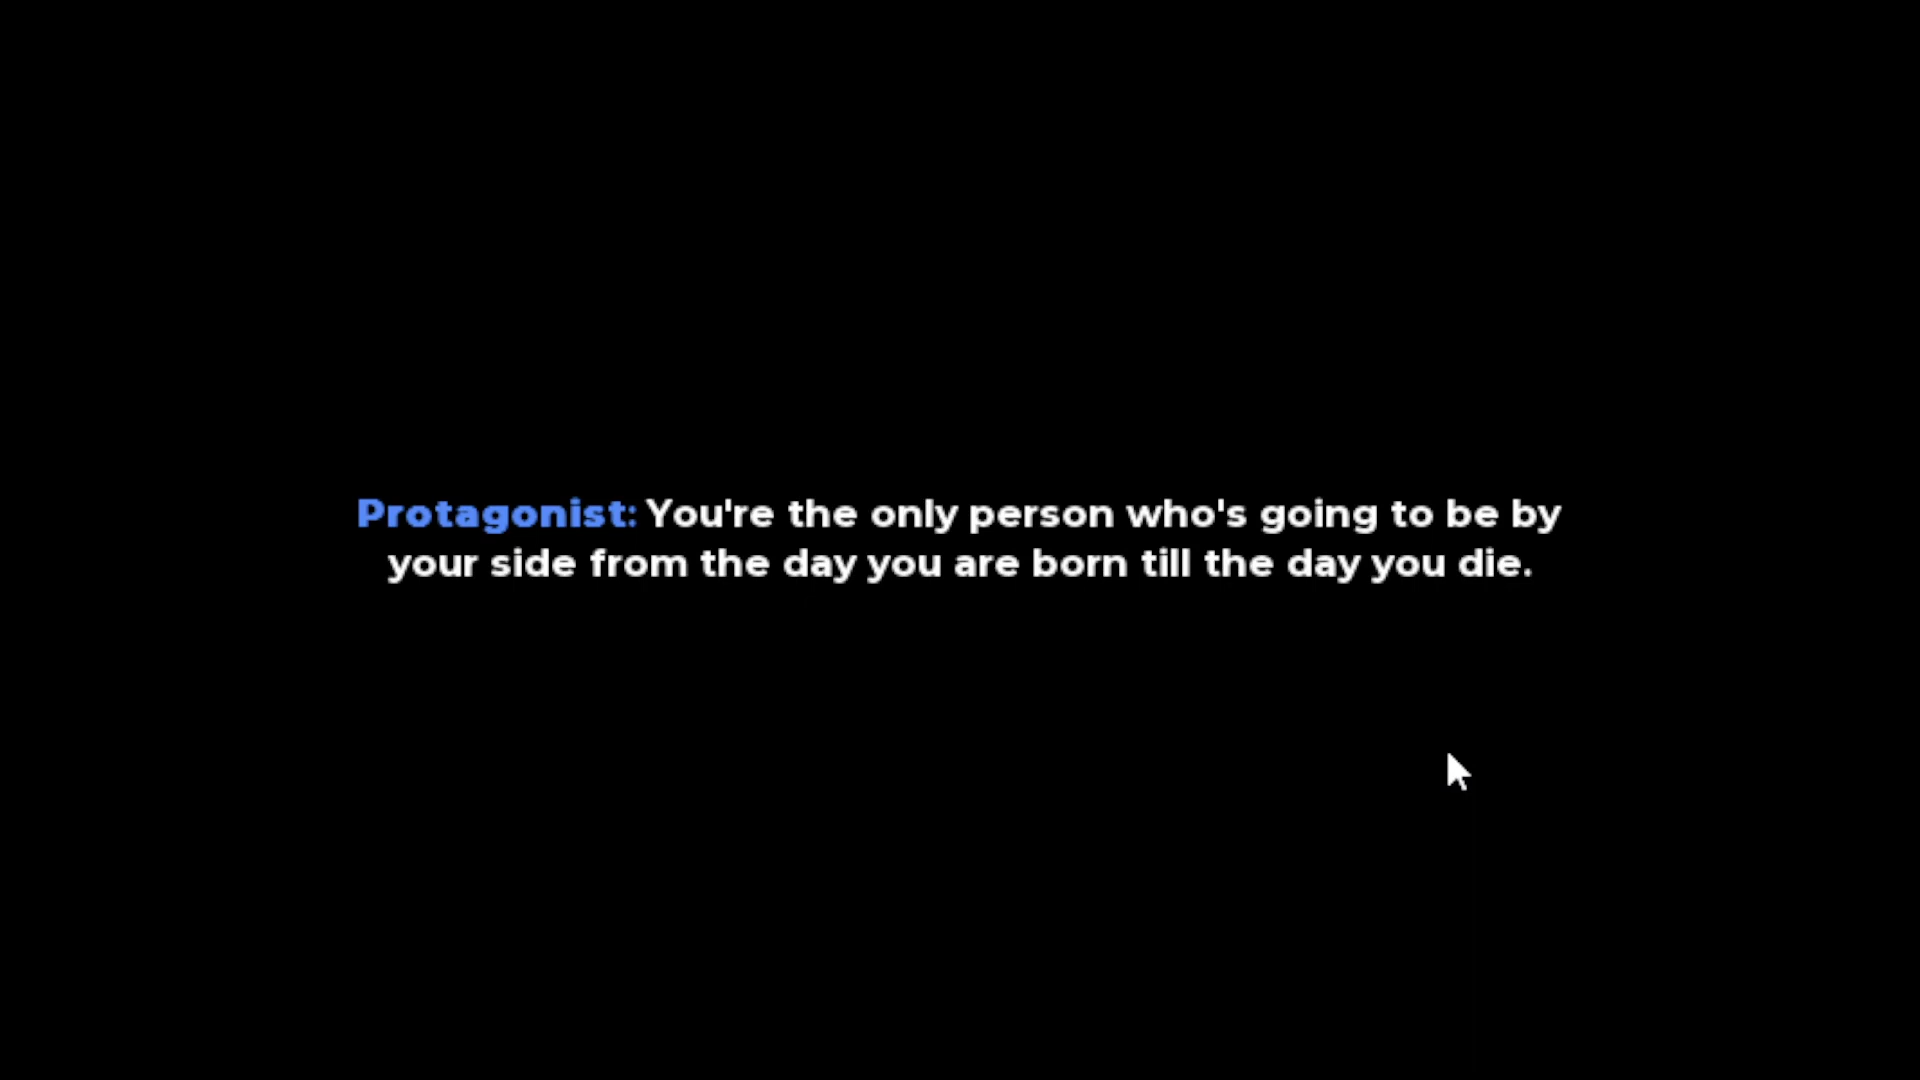 Protagonist: You're the only person who's going to be by
your side from the day you are born till the day you die.